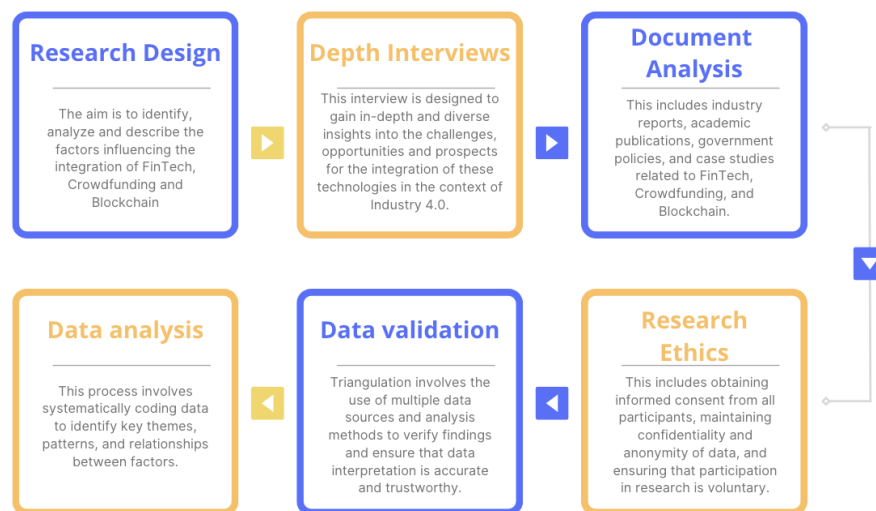 Research Design
The aim is to identify,
analyze and describe the
factors influencing the
integration of FinTech,
Crowdfunding and
Blockchain
Depth Interviews
This interview is designed to
gain in-depth and diverse
insights into the challenges,
opportunities and prospects
for the integration of these
technologies in the context of
Industry 4.0.
Document
Analysis
This includes industry
reports, academic
publications, government
policies, and case studies
related to FinTech,
Crowdfunding, and
Blockchain.
Research
Ethics
This includes obtaining
informed consent from all
participants, maintaining
confidentiality and
anonymity of data, and
ensuring that participation
in research is voluntary.
Data validation
Triangulation involves the
use of multiple data
sources and analysis
methods to verify findings
and ensure that data
interpretation is accurate
and trustworthy.
Data analysis
This process involves
systematically coding data
to identify key themes,
patterns, and relationships
between factors.